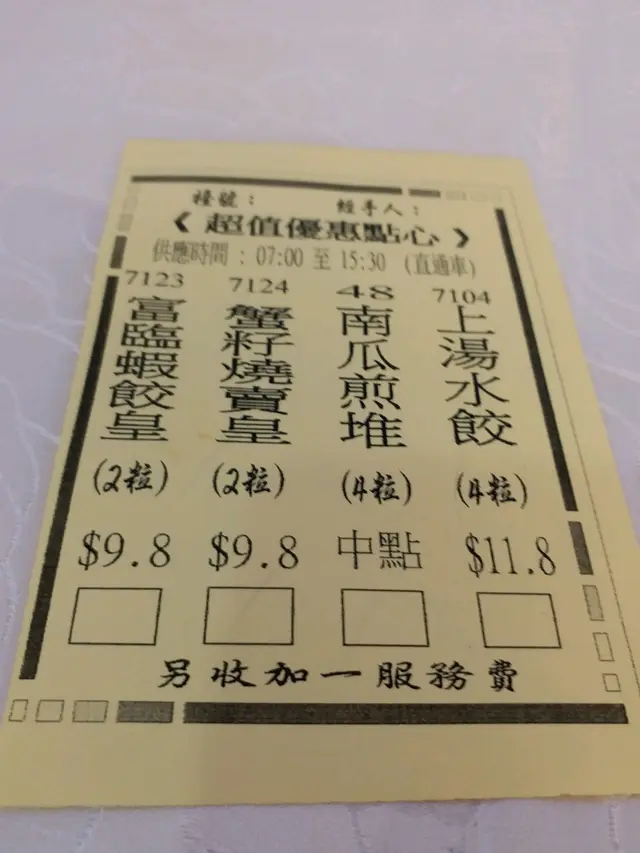 檯號： 經手人：
《 超值優惠點心 》
供應時間 : 07:00 至 15:30 (直通車)
7123 7124 48 7104
富臨蝦餃皇
蟹籽燒賣皇
南瓜煎堆
上湯水餃
(2粒) (2粒) (4粒) (4粒)
$9.8 $9.8 中點 $11.8
另收加一服務費